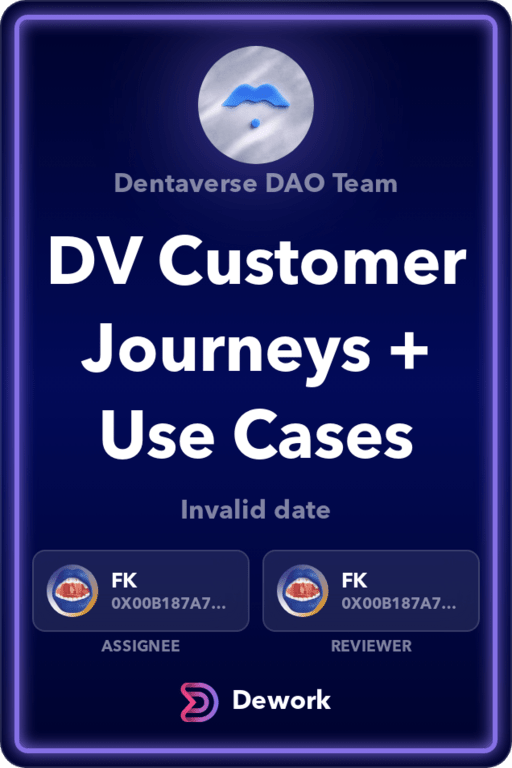 Dentaverse DAO Team
DV Customer
Journeys +
Use Cases
Invalid date
FK
0X00B187A7...
ASSIGNEE
FK
0X00B187A7...
REVIEWER
Dework